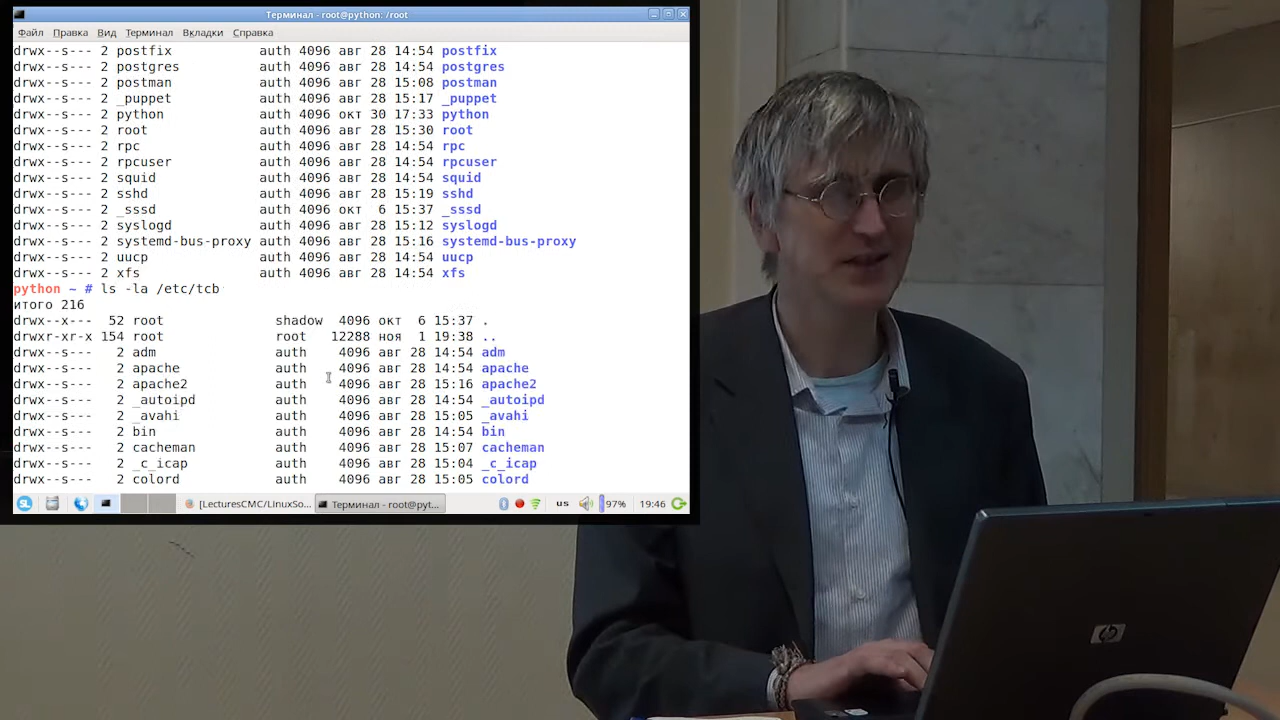 Терминал - root@python: /root
Файл Правка Вид Терминал Вкладки Справка
drwx--s--- 2 postfix auth 4096 авг 28 14:54 postfix
drwx--s--- 2 postgres auth 4096 авг 28 14:54 postgres
drwx--s--- 2 postman auth 4096 авг 28 15:08 postman
drwx--s--- 2 _puppet auth 4096 авг 28 15:17 _puppet
drwx--s--- 2 python auth 4096 окт 30 17:33 python
drwx--s--- 2 root auth 4096 авг 28 15:30 root
drwx--s--- 2 rpc auth 4096 авг 28 14:54 rpc
drwx--s--- 2 rpcuser auth 4096 авг 28 14:54 rpcuser
drwx--s--- 2 squid auth 4096 авг 28 14:54 squid
drwx--s--- 2 sshd auth 4096 авг 28 15:19 sshd
drwx--s--- 2 _sssd auth 4096 окт 6 15:37 _sssd
drwx--s--- 2 syslogd auth 4096 авг 28 15:12 syslogd
drwx--s--- 2 systemd-bus-proxy auth 4096 авг 28 15:16 systemd-bus-proxy
drwx--s--- 2 uucp auth 4096 авг 28 14:54 uucp
drwx--s--- 2 xfs auth 4096 авг 28 14:54 xfs
python ~ # ls -la /etc/tcb
итого 216
drwx--x--- 52 root shadow 4096 окт 6 15:37 .
drwxr-xr-x 154 root root 12288 ноя 1 19:38 ..
drwx--s--- 2 adm auth 4096 авг 28 14:54 adm
drwx--s--- 2 apache auth 4096 авг 28 14:54 apache
drwx--s--- 2 apache2 auth 4096 авг 28 15:16 apache2
drwx--s--- 2 _autoipd auth 4096 авг 28 14:54 _autoipd
drwx--s--- 2 _avahi auth 4096 авг 28 15:05 _avahi
drwx--s--- 2 bin auth 4096 авг 28 14:54 bin
drwx--s--- 2 cacheman auth 4096 авг 28 15:07 cacheman
drwx--s--- 2 _c_icap auth 4096 авг 28 15:04 _c_icap
drwx--s--- 2 colord auth 4096 авг 28 15:05 colord
SL [LecturesCMC/LinuxSo... Терминал - root@pyt... us 97% 19:46
hp